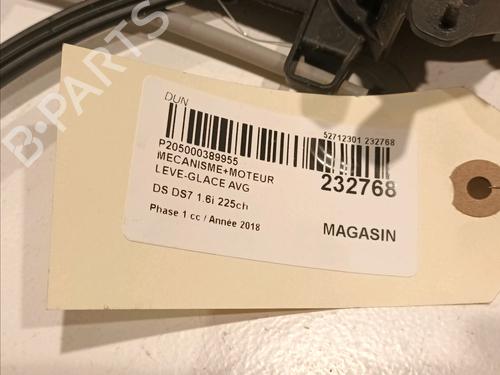 DUN
52712301 232768
P205000389955
MECANISME+MOTEUR
LEVE-GLACE AVG
232768
DS DS7 1.6i 225ch
Phase 1 cc / Année 2018
MAGASIN
B-PARTS